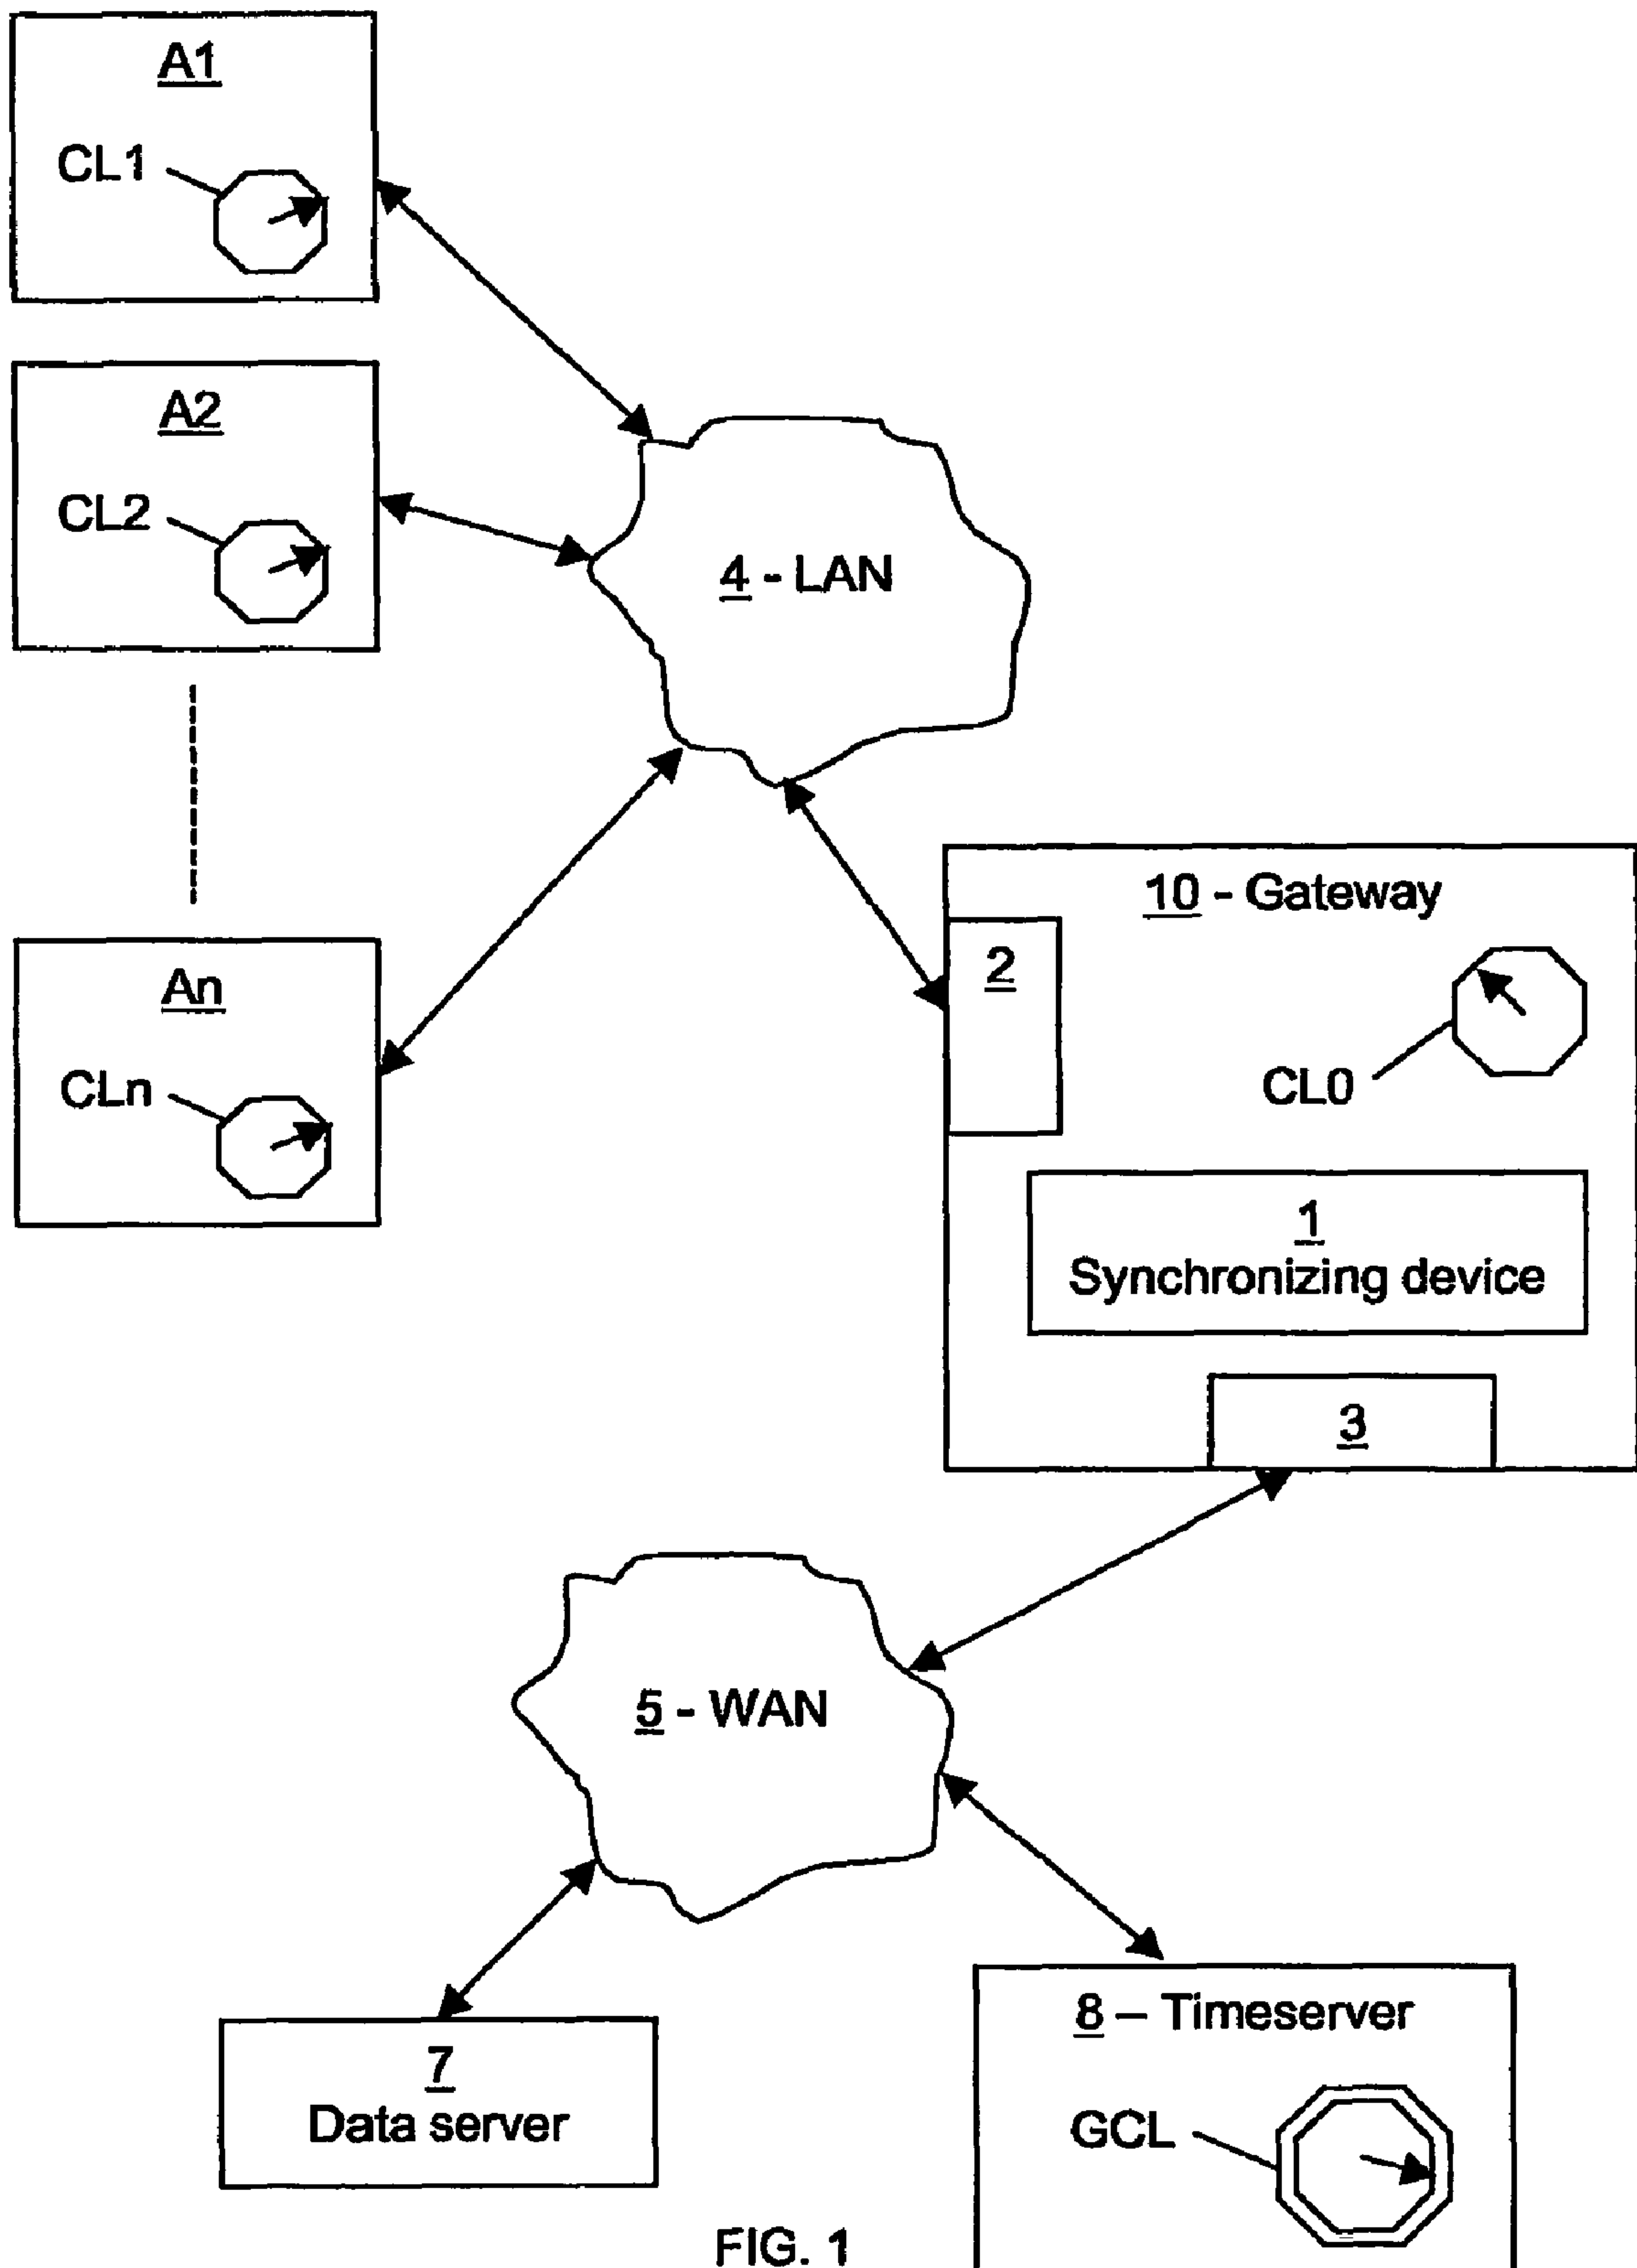 A1
CL1
A2
CL2
4 - LAN
10 - Gateway
2
An
CL0
CLn
1
Synchronizing device
3
5 - WAN
8 – Timeserver
7
Data server
GCL
FIG. 1